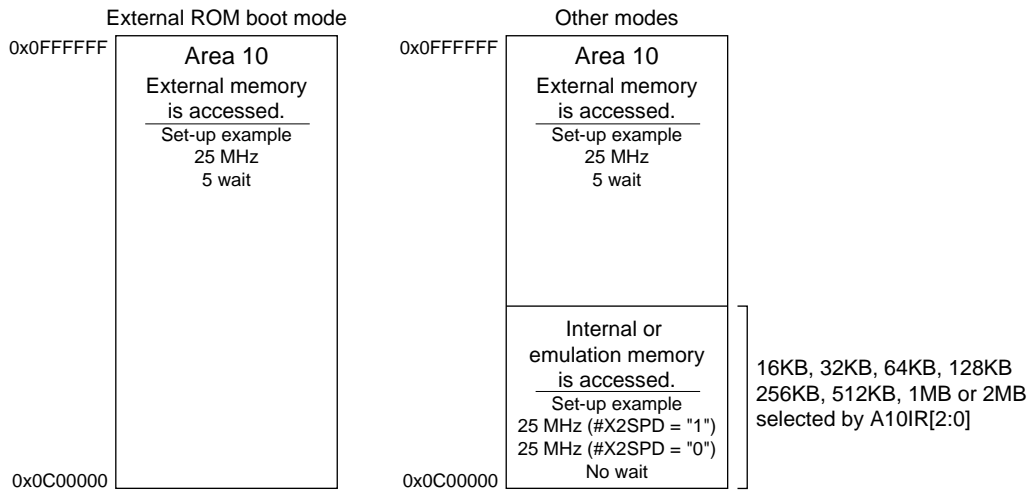 External ROM boot mode
0x0FFFFFF
Area 10
External memory
is accessed.
Set-up example
25 MHz
5 wait
0x0C00000
Other modes
0x0FFFFFF
Area 10
External memory
is accessed.
Set-up example
25 MHz
5 wait
Internal or
emulation memory
is accessed.
Set-up example
25 MHz (#X2SPD = "1")
25 MHz (#X2SPD = "0")
No wait
0x0C00000
16KB, 32KB, 64KB, 128KB
256KB, 512KB, 1MB or 2MB
selected by A10IR[2:0]